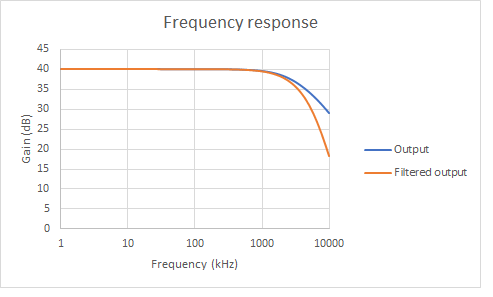 Frequency response
45
40
35
30
25
20
15
10
5
0
Gain (dB)
1 10 100 1000 10000
Frequency (kHz)
Output
Filtered output